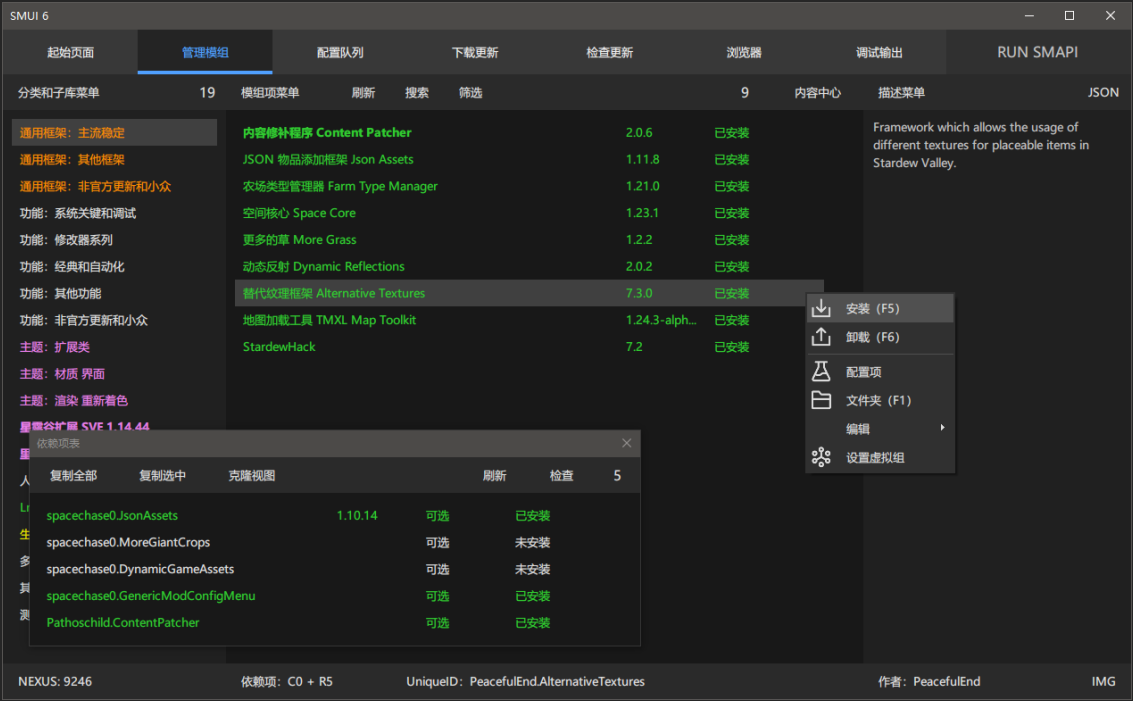 SMUI 6
起始页面 管理模组 配置队列 下载更新 检查更新 浏览器 调试输出 RUN SMAPI
分类和子库菜单 19 模组项菜单 刷新 搜索 筛选 9 内容中心 描述菜单 JSON
通用框架：主流稳定
通用框架：其他框架
通用框架：非官方更新和小众
功能：系统关键和调试
功能：修改器系列
功能：经典和自动化
功能：其他功能
功能：非官方更新和小众
主题：扩展类
主题：材质 界面
主题：渲染 重新着色
星露谷扩展 SVE 1.14.44
内容修补程序 Content Patcher 2.0.6 已安装
JSON 物品添加框架 Json Assets 1.11.8 已安装
农场类型管理器 Farm Type Manager 1.21.0 已安装
空间核心 Space Core 1.23.1 已安装
更多的草 More Grass 1.2.2 已安装
动态反射 Dynamic Reflections 2.0.2 已安装
替代纹理框架 Alternative Textures 7.3.0 已安装
地图加载工具 TMXL Map Toolkit 1.24.3-alph... 已安装
StardewHack 7.2 已安装
Framework which allows the usage of
different textures for placeable items in
Stardew Valley.
安装（F5）
卸载（F6）
配置项
文件夹（F1）
编辑
设置虚拟组
依赖项表
复制全部 复制选中 克隆视图 刷新 检查 5
spacechase0.JsonAssets 1.10.14 可选 已安装
spacechase0.MoreGiantCrops 可选 未安装
spacechase0.DynamicGameAssets 可选 未安装
spacechase0.GenericModConfigMenu 可选 已安装
Pathoschild.ContentPatcher 可选 已安装
NEXUS: 9246 依赖项：C0 + R5 UniqueID：PeacefulEnd.AlternativeTextures 作者：PeacefulEnd IMG